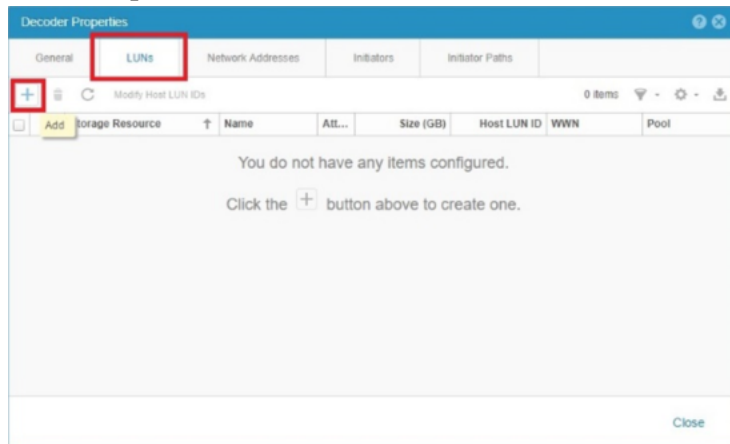 Decoder Properties
General LUNs Network Addresses Initiators Initiator Paths
Modify Host LUN IDs 0 items
Add torage Resource Name Att... Size (GB) Host LUN ID WWN Pool
You do not have any items configured.
Click the + button above to create one.
Close